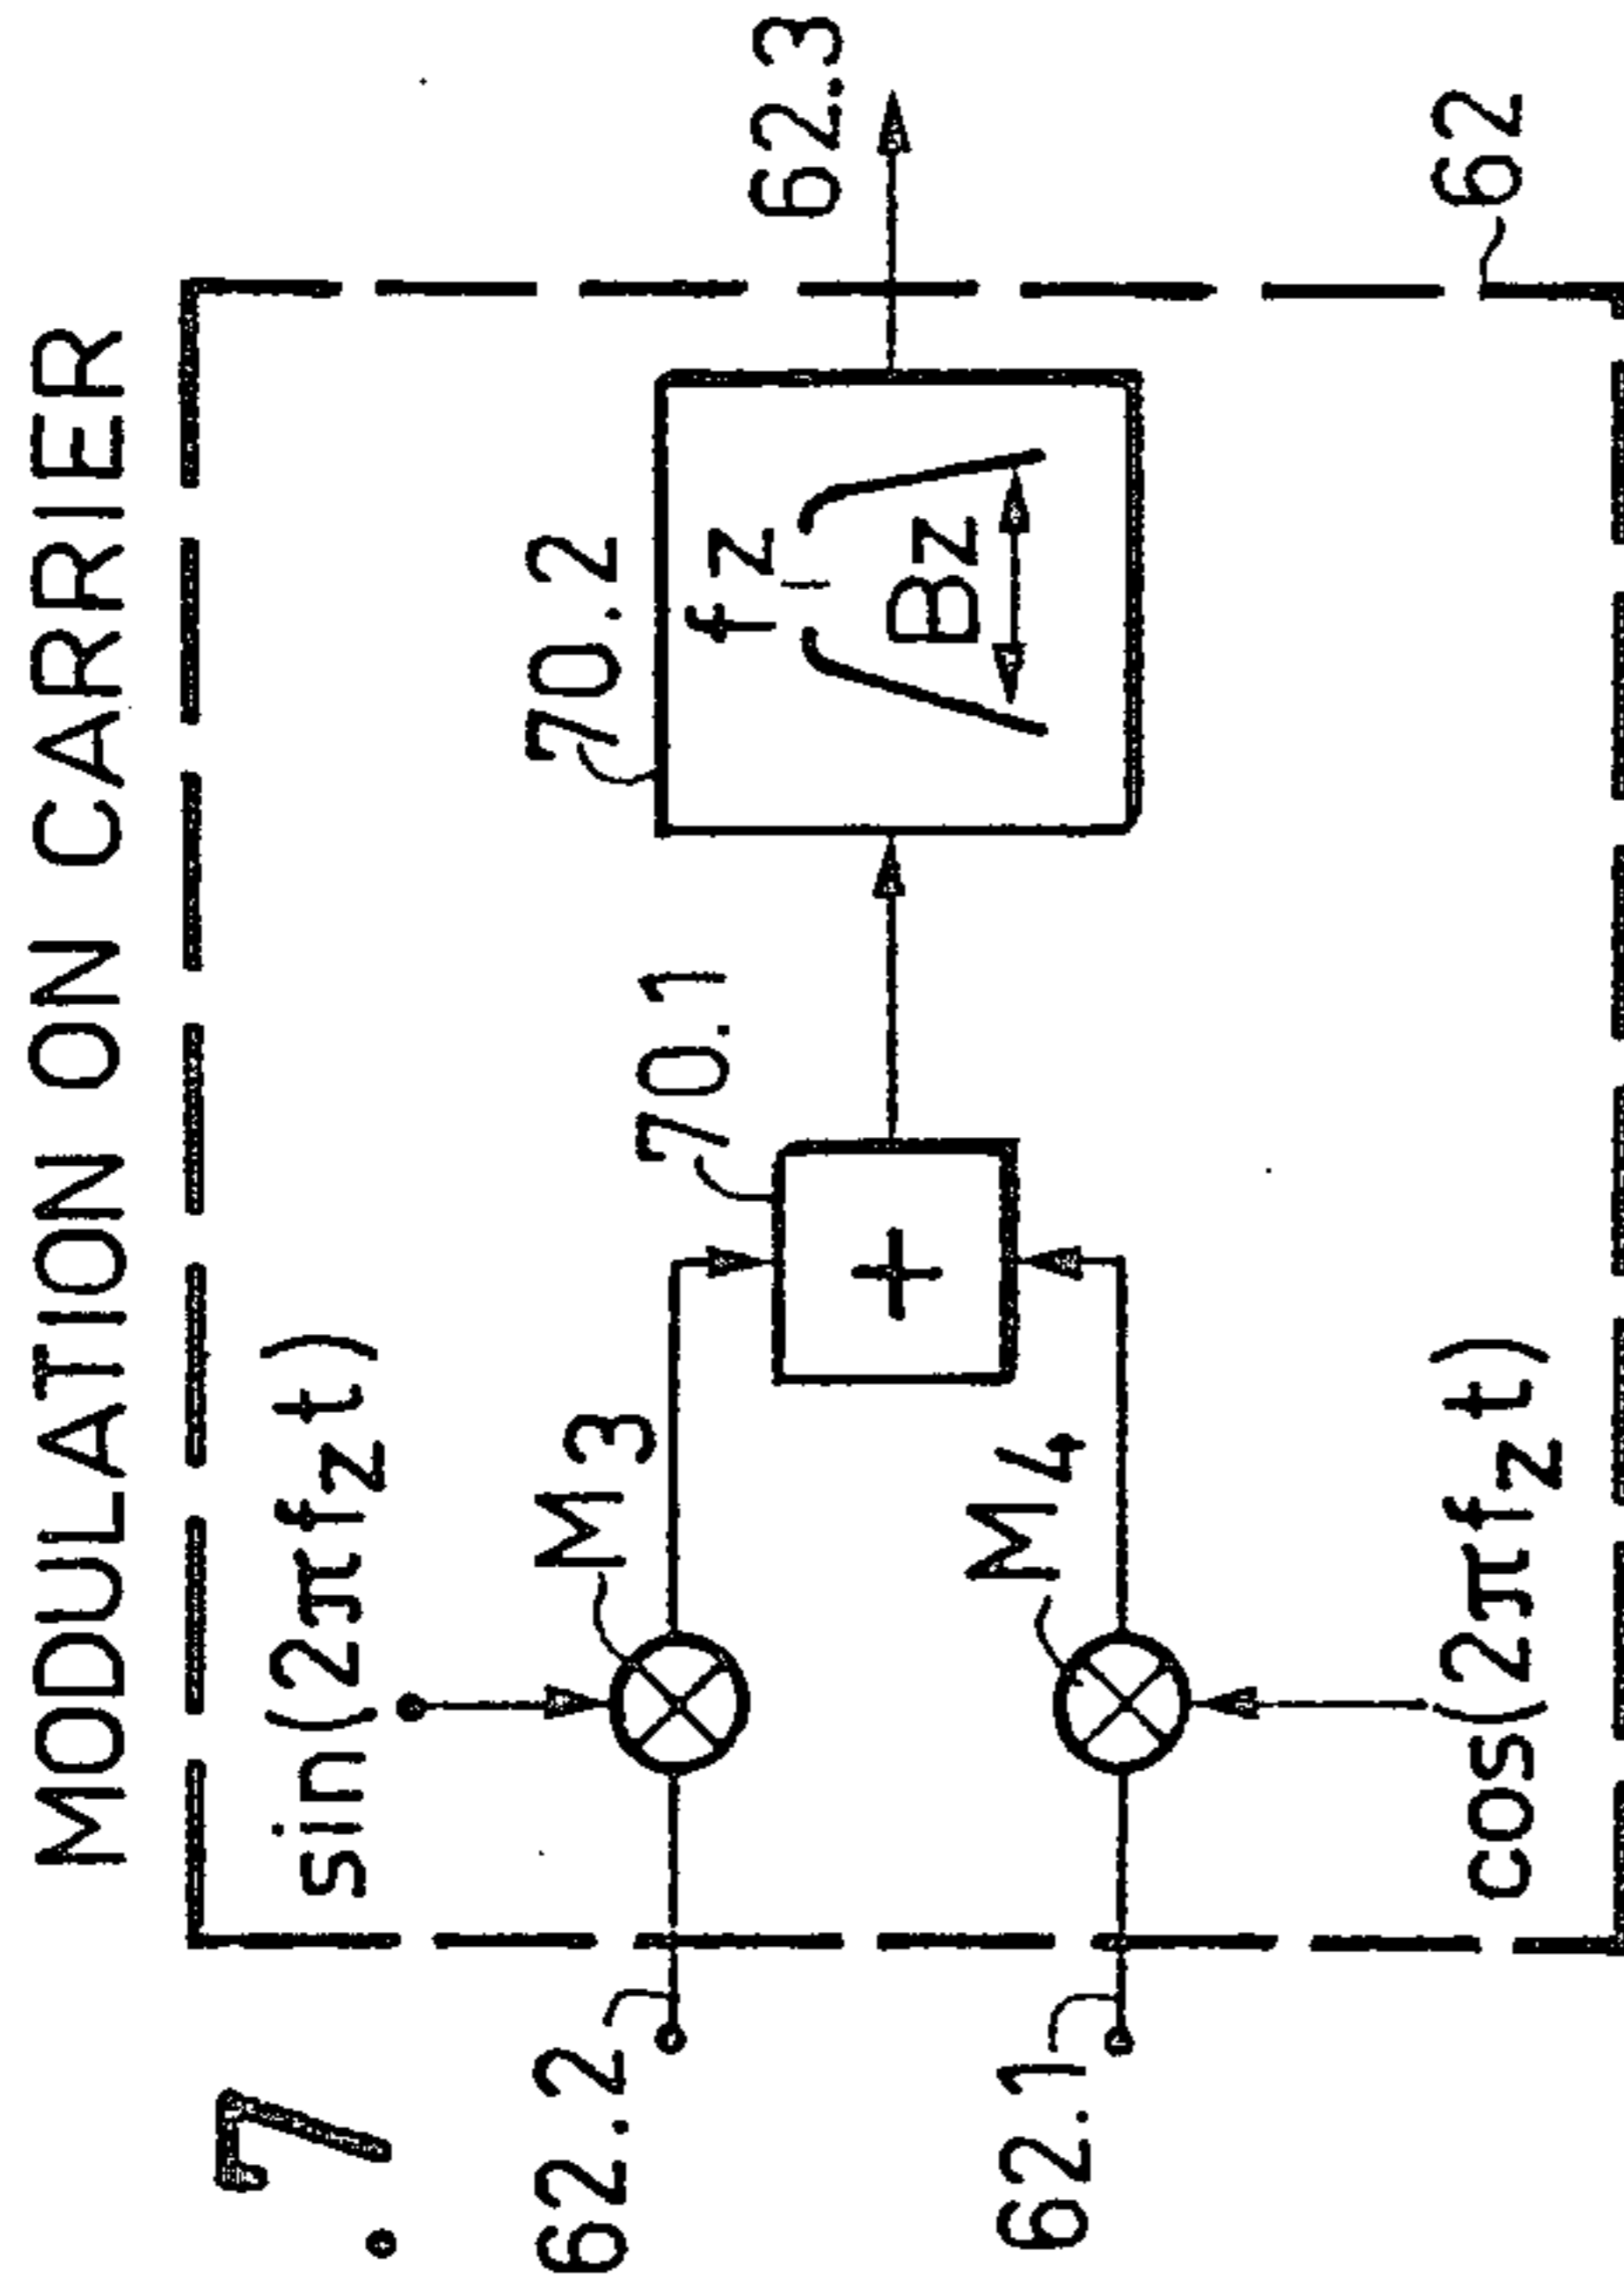 MODULATION ON CARRIER
. 7
sin(2πf_z t)
62.2
M3
70.2
62.3
70.1
f z
Bz
+
62.1
M4
cos(2πf_z t)
62